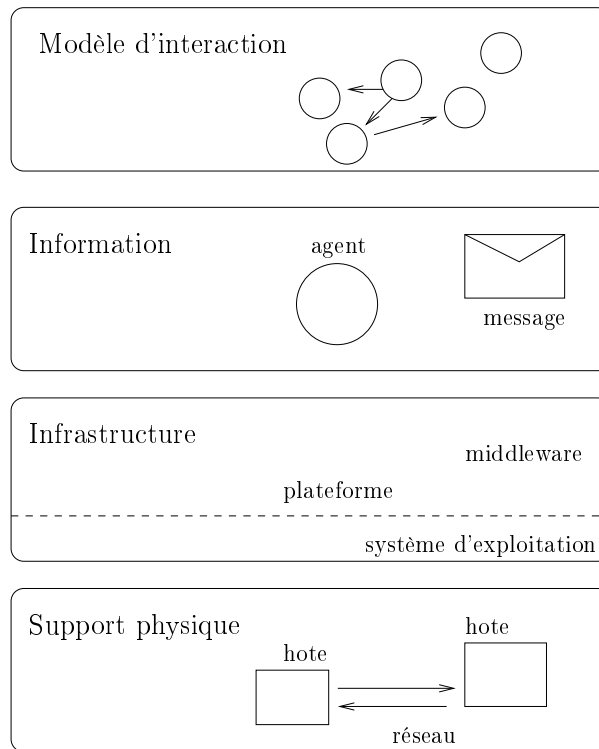 Modèle d'interaction
Information
agent
message
Infrastructure
middleware
plateforme
système d'exploitation
Support physique
hote
hote
réseau